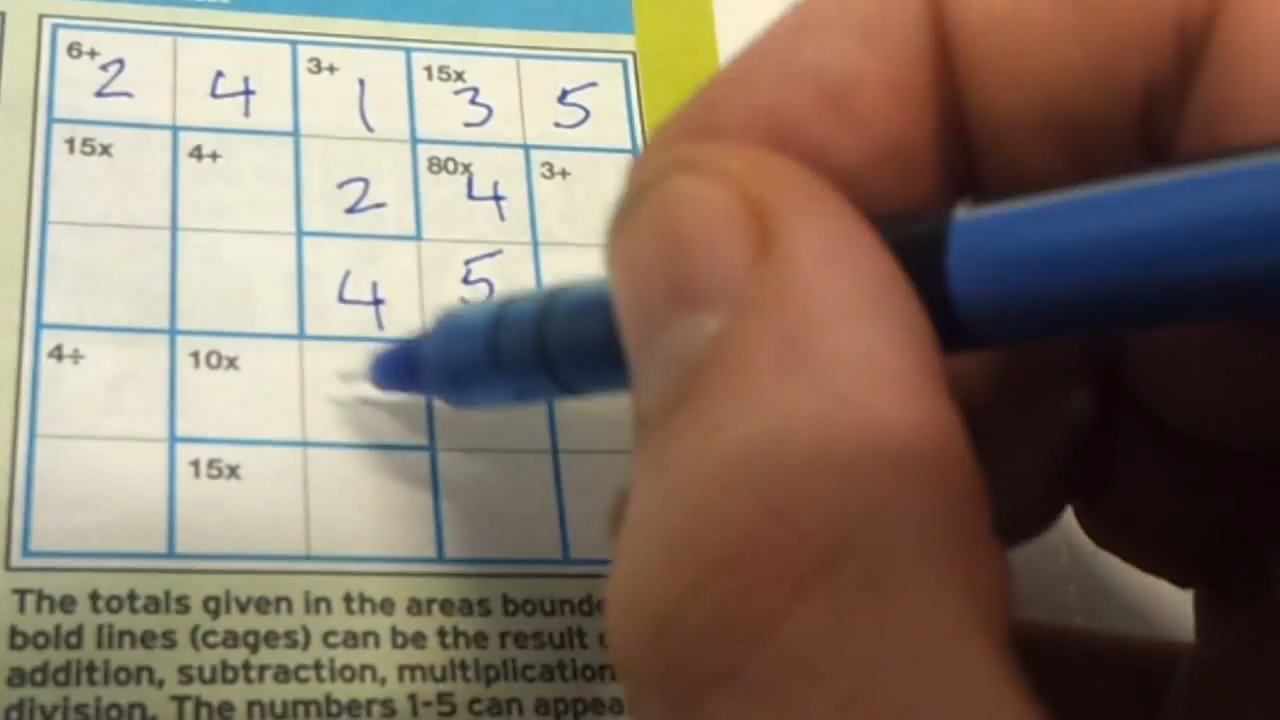 6+ 3+ 15x
2 4 1 3 5
15x 4+ 80x 3+
2 4
4 5
4÷ 10x
15x
The totals given in the areas
bold lines (cages) can be the result
addition, subtraction, multiplication
division. The numbers 1-5 can